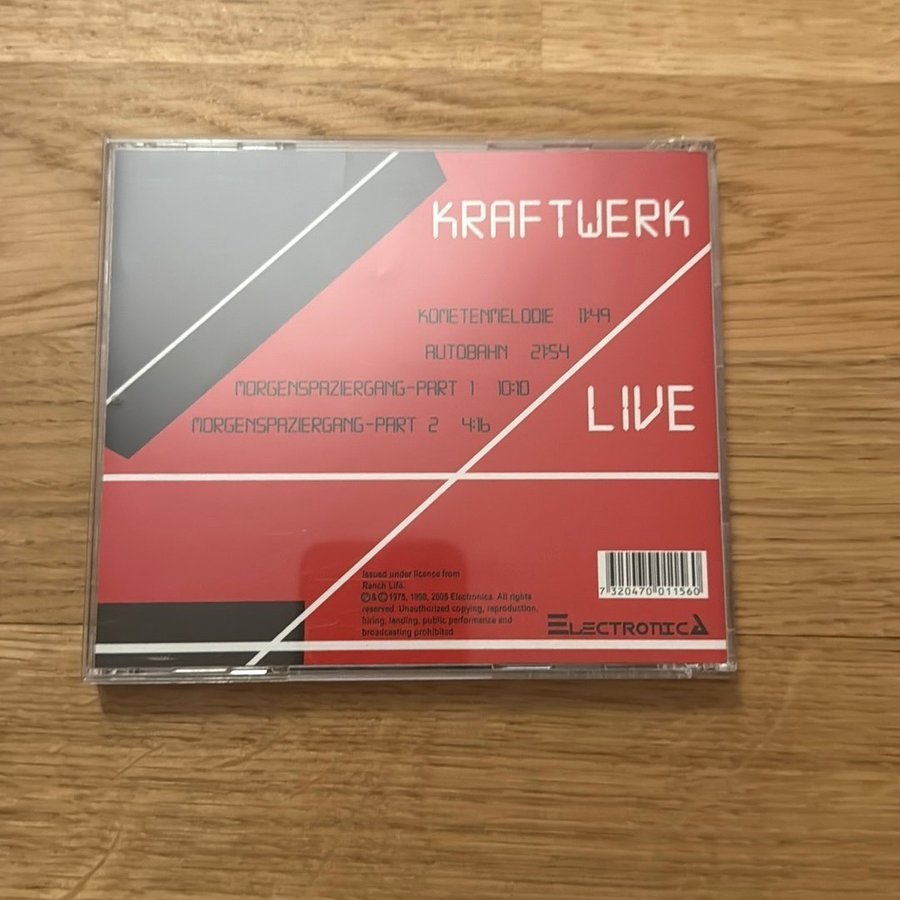 KRAFTWERK
KOMETENMELODIE 11:49
AUTOBAHN 21:54
MORGENSPAZIERGANG-PART 1 10:10
LIVE
MORGENSPAZIERGANG-PART 2 4:16
Issued under licence from
Ranch Life.
℗&© 1975, 1998, 2005 Electronica. All rights
reserved. Unauthorized copying, reproduction,
hiring, lending, public performance and
broadcasting prohibited
7 320470 011560
ELECTRONICA